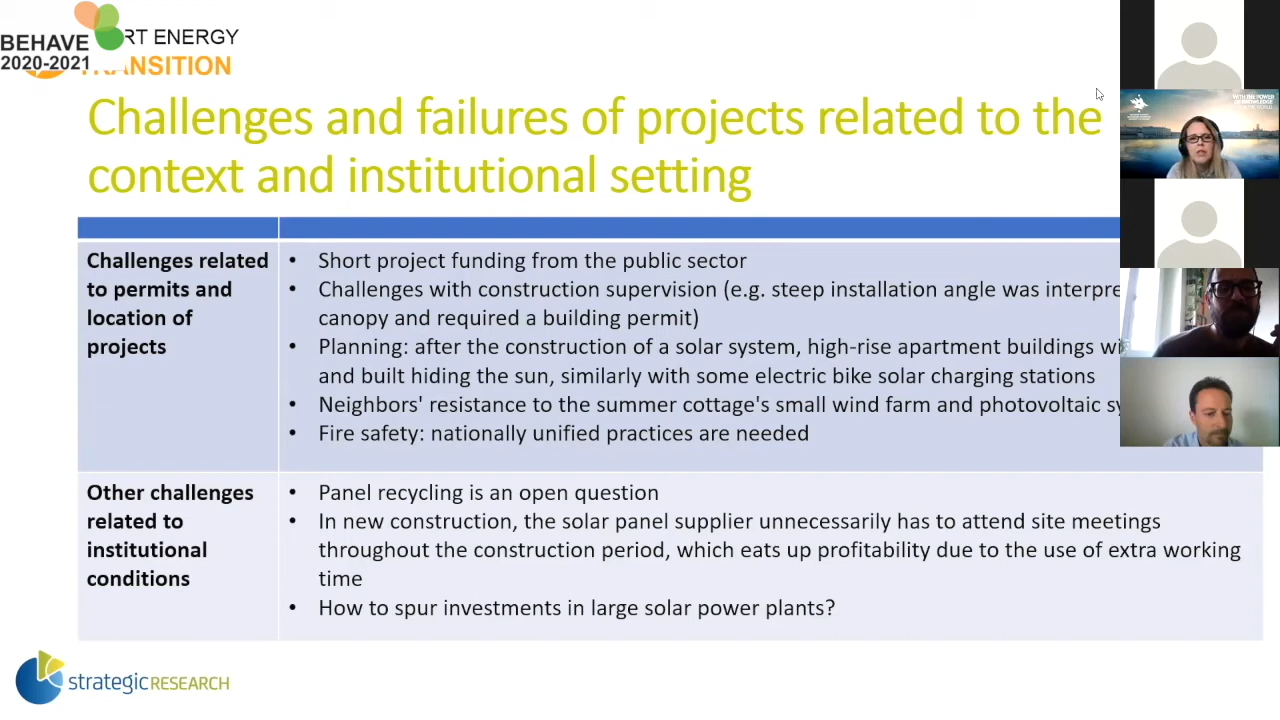 BEHAVE
2020-2021
RT ENERGY
TRANSITION
Challenges and failures of projects related to the
context and institutional setting
Challenges related
to permits and
location of
projects
• Short project funding from the public sector
• Challenges with construction supervision (e.g. steep installation angle was interpre
canopy and required a building permit)
• Planning: after the construction of a solar system, high-rise apartment buildings wi
and built hiding the sun, similarly with some electric bike solar charging stations
• Neighbors' resistance to the summer cottage's small wind farm and photovoltaic sy
• Fire safety: nationally unified practices are needed
Other challenges
related to
institutional
conditions
• Panel recycling is an open question
• In new construction, the solar panel supplier unnecessarily has to attend site meetings
throughout the construction period, which eats up profitability due to the use of extra working
time
• How to spur investments in large solar power plants?
strategicRESEARCH
WITH THE POWER
OF KNOWLEDGE